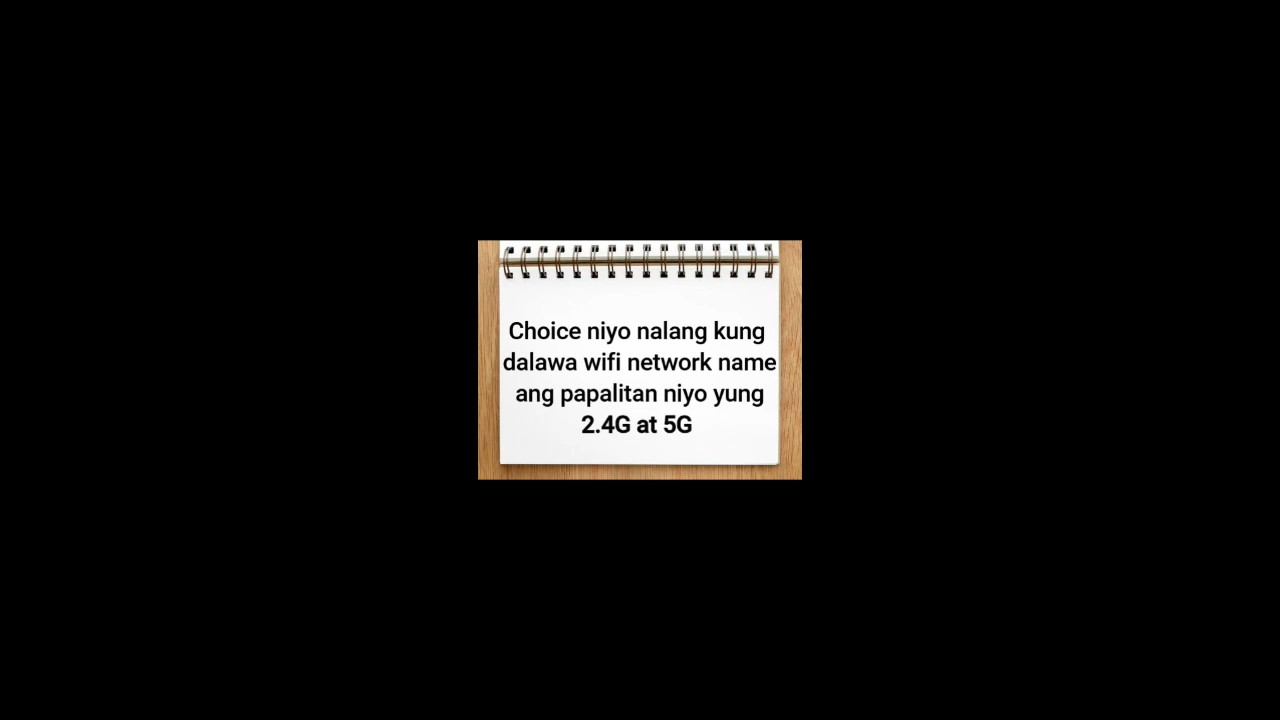 Choice niyo nalang kung
dalawa wifi network name
ang papalitan niyo yung
2.4G at 5G